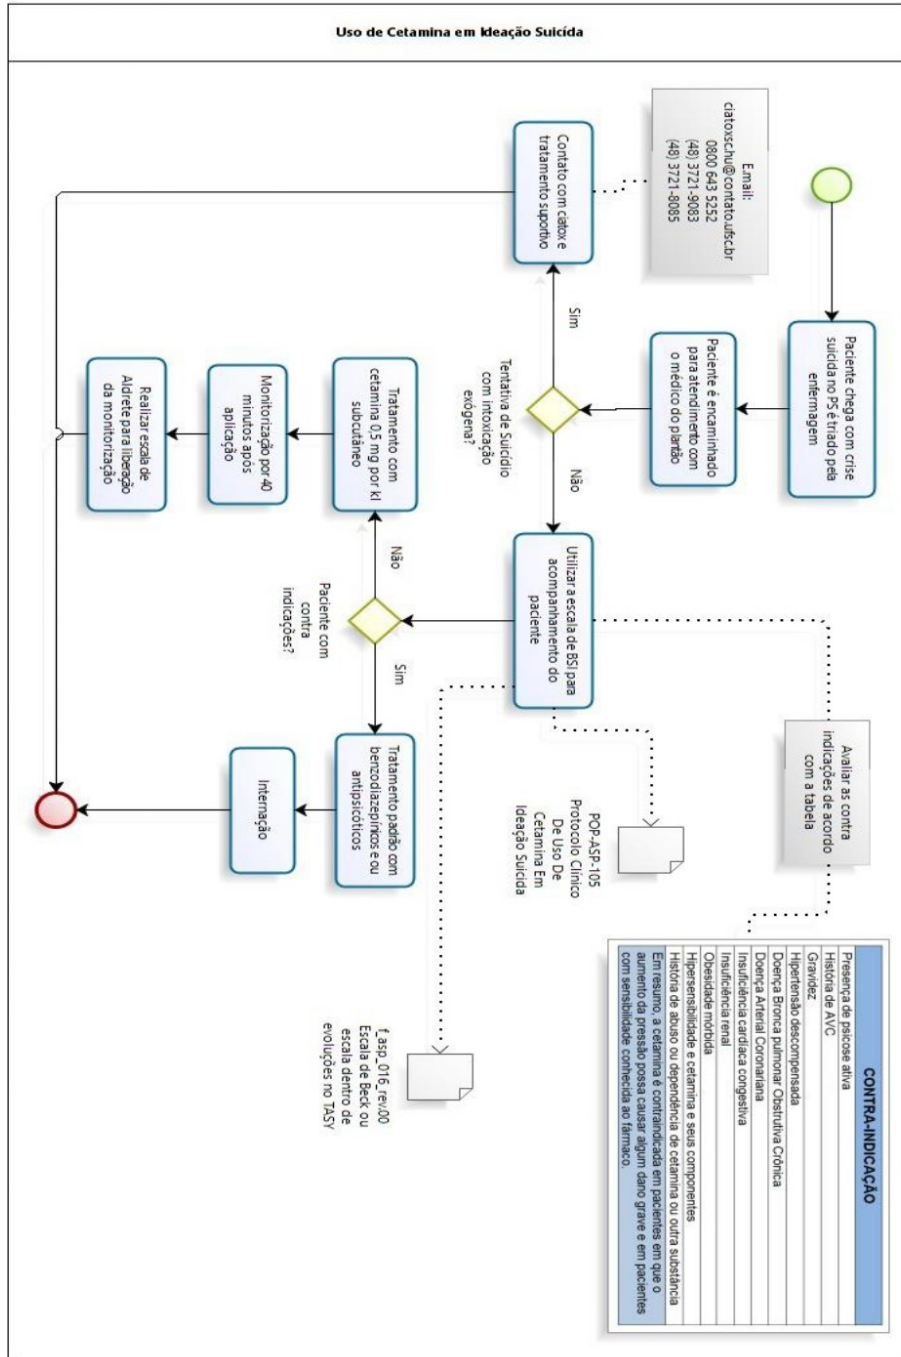 Uso de Cetamina em Ideação Suicída
E.mail:
ciatoxsc.hu@contato.ufsc.br
0800 643 5252
(48) 3721-9083
(48) 3721-8085
Paciente chega com crise
suicida no PS é triado pela
enfermagem
Paciente é encaminhado
para atendimento com
o médico do plantão
Tentativa de Suicídio
com intoxicação
exógena?
Sim
Não
Contato com ciatox e
tratamento suportivo
Utilizar a escala de BSI para
acompanhamento do
paciente
Avaliar as contra
indicações de acordo
com a tabela
CONTRA-INDICAÇÃO
Presença de psicose ativa
História de AVC
Gravidez
Hipertensão descompensada
Doença Bronca pulmonar Obstrutiva Crônica
Doença Arterial Coronariana
Insuficiência cardíaca congestiva
Insuficiência renal
Obesidade mórbida
Hipersensibilidade e cetamina e seus componentes
História de abuso ou dependência de cetamina ou outra substância
Em resumo, a cetamina é contraindicada em pacientes em que o
aumento da pressão possa causar algum dano grave e em pacientes
com sensibilidade conhecida ao fármaco.
POP-ASP-105
Protocolo Clínico
De Uso De
Cetamina Em
Ideação Suicida
f_asp_016_rev.00
Escala de Beck ou
escala dentro de
evoluções no TASY
Paciente com
contra
indicações?
Não
Sim
Tratamento com
cetamina 0,5 mg por kl
subcutâneo
Monitorização por 40
minutos após
aplicação
Realizar escala de
Aldrete para liberação
da monitorização
Tratamento padrão com
benzodiazepínicos e ou
antipsicóticos
Internação